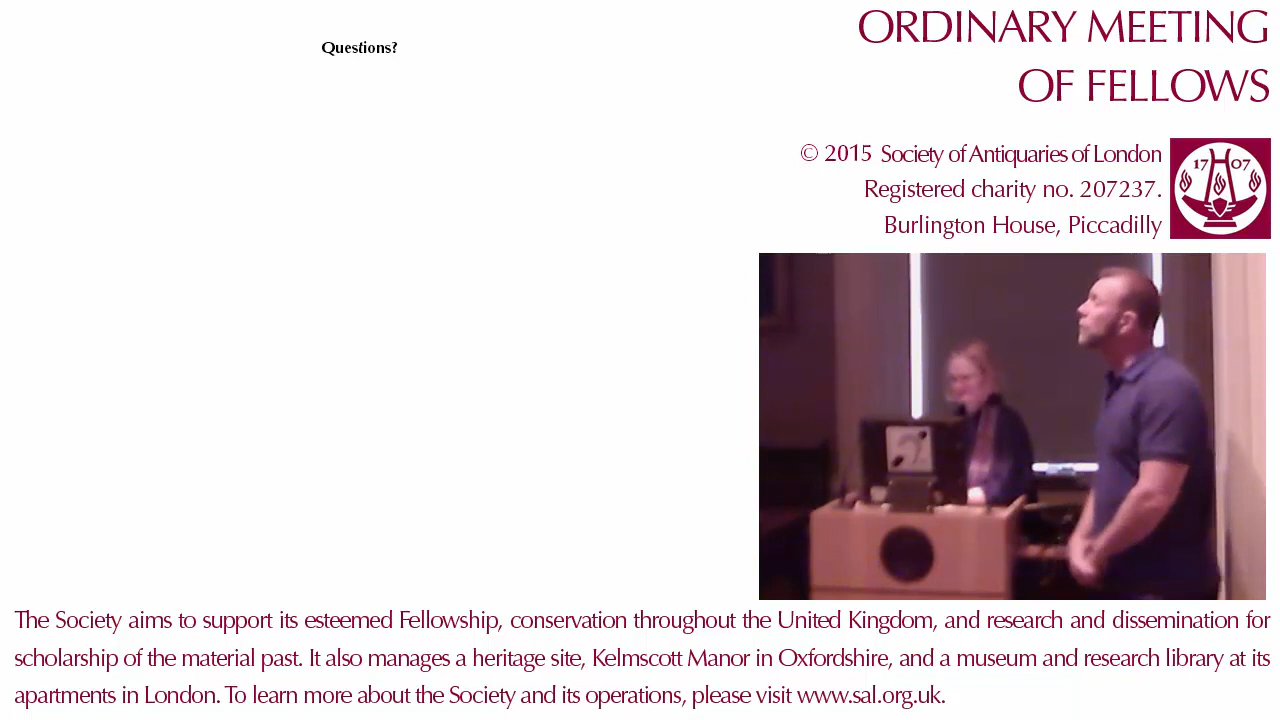 Questions?
ORDINARY MEETING
OF FELLOWS
© 2015 Society of Antiquaries of London
Registered charity no. 207237.
Burlington House, Piccadilly
17 07
The Society aims to support its esteemed Fellowship, conservation throughout the United Kingdom, and research and dissemination for
scholarship of the material past. It also manages a heritage site, Kelmscott Manor in Oxfordshire, and a museum and research library at its
apartments in London. To learn more about the Society and its operations, please visit www.sal.org.uk.